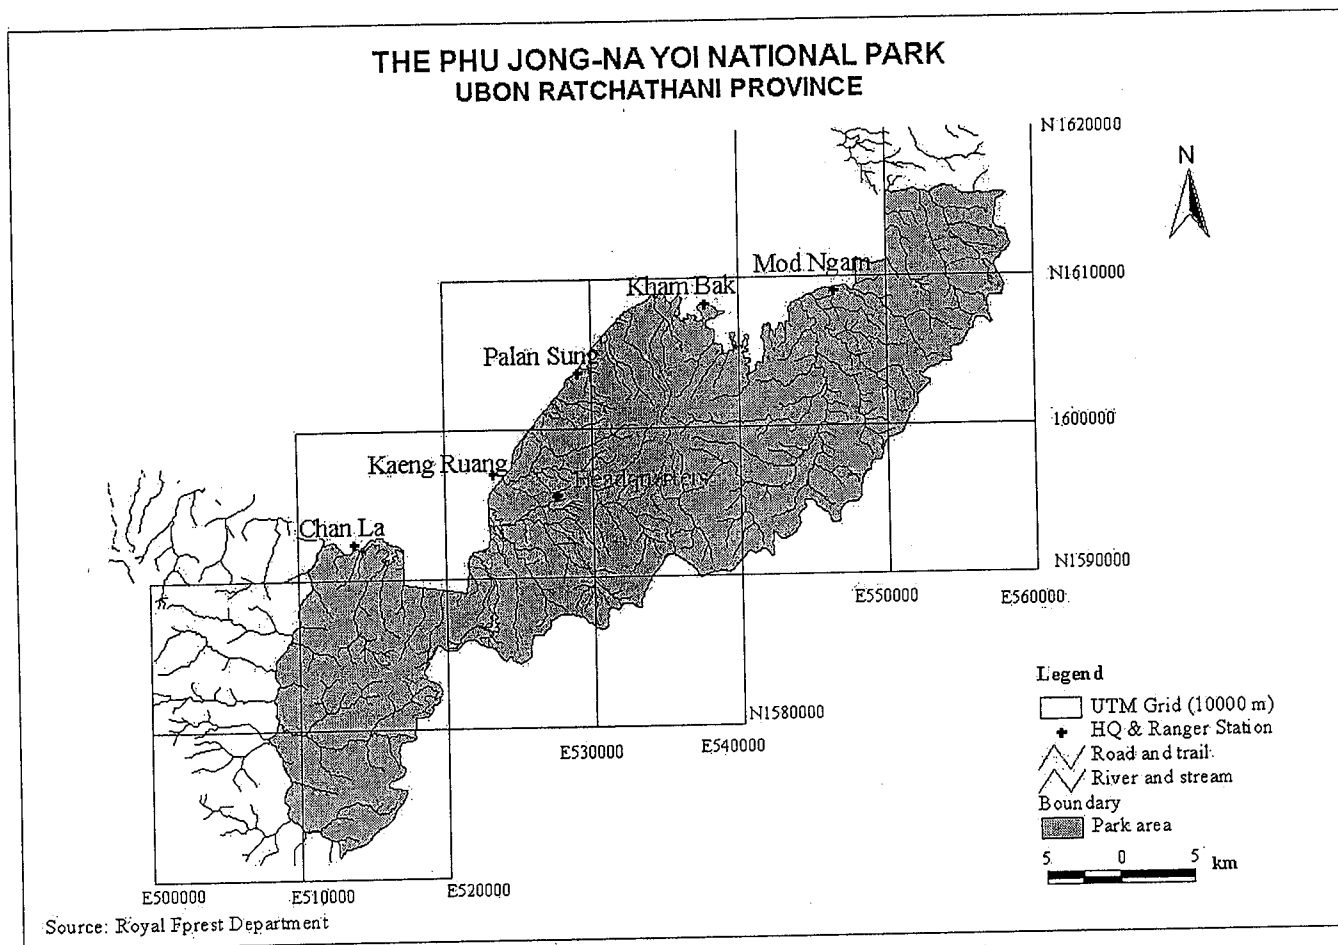 THE PHU JONG-NA YOI NATIONAL PARK
UBON RATCHATHANI PROVINCE
N 1620000
N
Mod Ngam
N1610000
Kham Bak
Palan Sung
1600000
Kaeng Ruang
Headquarters
Chan La
N1590000
E550000
E560000
N1580000
E530000
E540000
E500000
E510000
E520000
Legend
UTM Grid (10000 m)
HQ & Ranger Station
Road and trail
River and stream
Boundary
Park area
5 0 5 km
Source: Royal Fprest Department